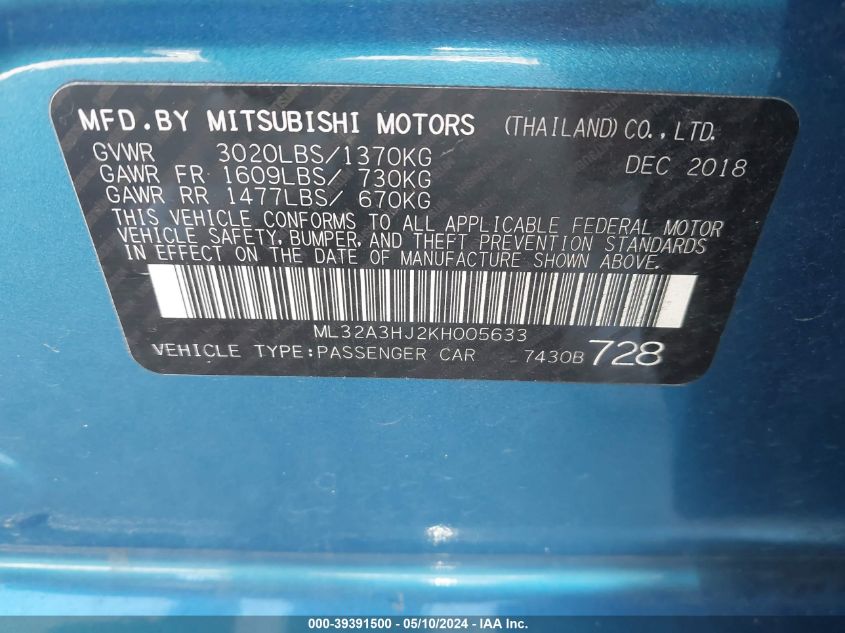 MFD.BY MITSUBISHI MOTORS (THAILAND) CO., LTD.
GVWR 3020LBS/1370KG DEC 2018
GAWR FR 1609LBS/ 730KG
GAWR RR 1477LBS/ 670KG
THIS VEHICLE CONFORMS TO ALL APPLICABLE FEDERAL MOTOR
VEHICLE SAFETY, BUMPER, AND THEFT PREVENTION STANDARDS
IN EFFECT ON THE DATE OF MANUFACTURE SHOWN ABOVE.
ML32A3HJ2KH005633
VEHICLE TYPE:PASSENGER CAR 7430B 728
000-39391500 — 05/10/2024 — IAA Inc.